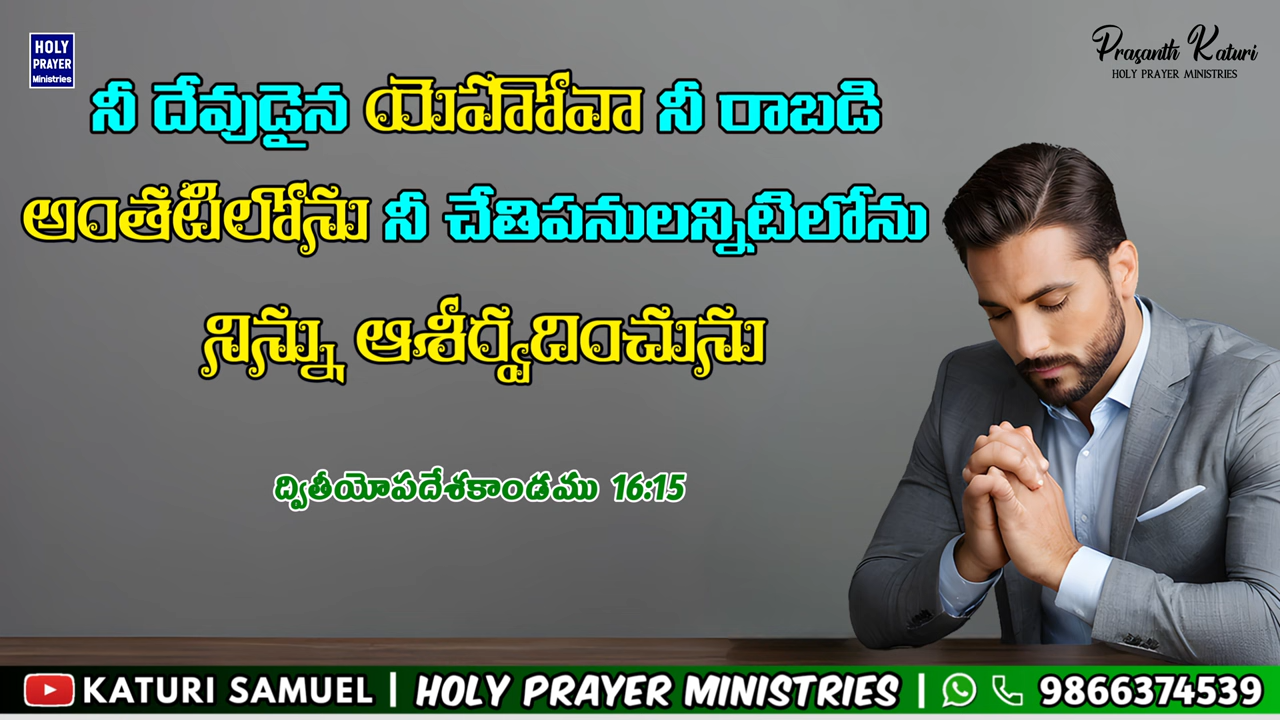 HOLY
PRAYER
Ministries
Prasanth Katuri
HOLY PRAYER MINISTRIES
నీ దేవుడైన యెహోవా నీ రాబడి
అంతటిలోను నీ చేతిపనులన్నిటిలోను
నిన్ను ఆశీర్వదించును
ద్వితీయోపదేశకాండము 16:15
KATURI SAMUEL | HOLY PRAYER MINISTRIES | 9866374539